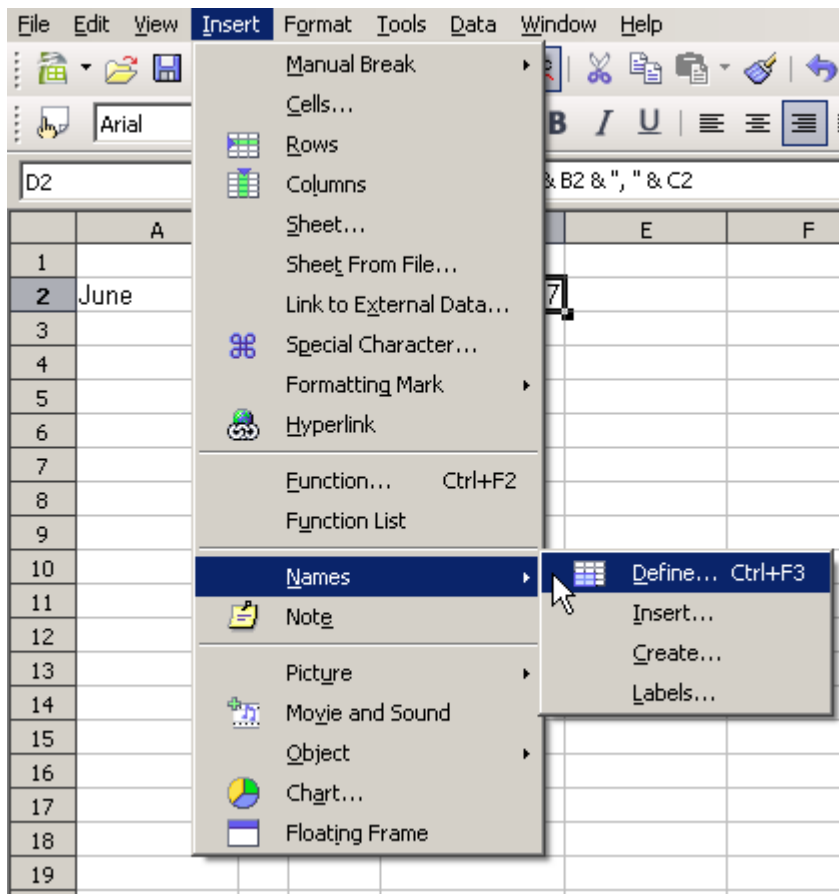 File Edit View Insert Format Tools Data Window Help
Manual Break
Cells...
Arial B I U
Rows
D2 Columns & B2 & ", " & C2
Sheet...
A E F
1 Sheet From File...
2 June 7
Link to External Data...
3 Special Character...
4
Formatting Mark
5
6 Hyperlink
7
Function... Ctrl+F2
8
Function List
9
10 Names Define... Ctrl+F3
11 Note Insert...
12
Create...
13 Picture
Labels...
14 Movie and Sound
15
Object
16
Chart...
17
18 Floating Frame
19